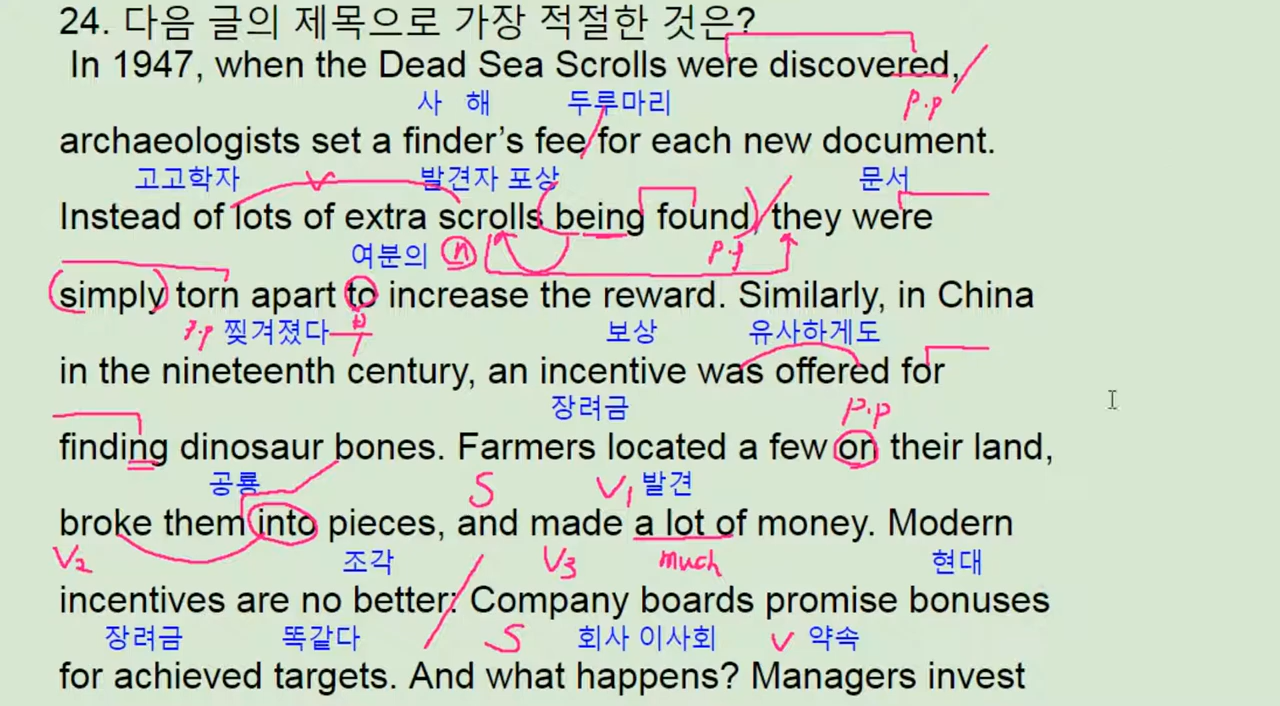 24. 다음 글의 제목으로 가장 적절한 것은?
In 1947, when the Dead Sea Scrolls were discovered,
사 해 두루마리 p.p
archaeologists set a finder's fee for each new document.
고고학자 발견자 포상 문서
Instead of lots of extra scrolls being found, they were
여분의 n p.p
simply torn apart to increase the reward. Similarly, in China
p.p 찢겨졌다 보상 유사하게도
in the nineteenth century, an incentive was offered for
장려금 p.p
finding dinosaur bones. Farmers located a few on their land,
공룡 S V1 발견
broke them into pieces, and made a lot of money. Modern
V2 조각 V3 much 현대
incentives are no better: Company boards promise bonuses
장려금 똑같다 S 회사 이사회 V 약속
for achieved targets. And what happens? Managers invest